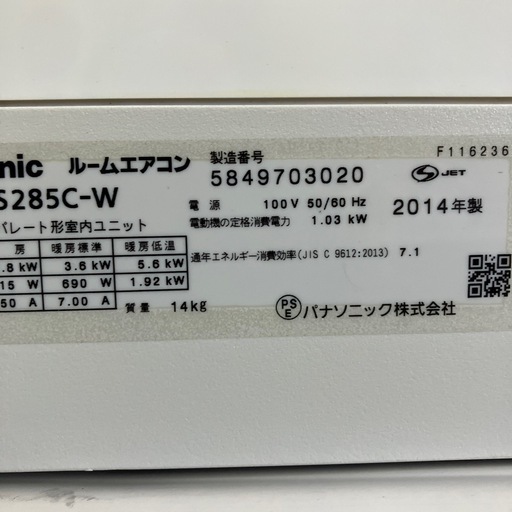 nic ルームエアコン 製造番号 F116236
S285C-W 5849703020 JET
パレート形室内ユニット 電源 100V 50/60 Hz 2014年製
電動機の定格消費電力 1.03 kW
房 暖房標準 暖房低温
.8 kW 3.6 kW 5.6 kW
15 W 690 W 1.92 kW
50 A 7.00 A
通年エネルギー消費効率(JIS C 9612:2013) 7.1
質量 14kg
PSE パナソニック株式会社